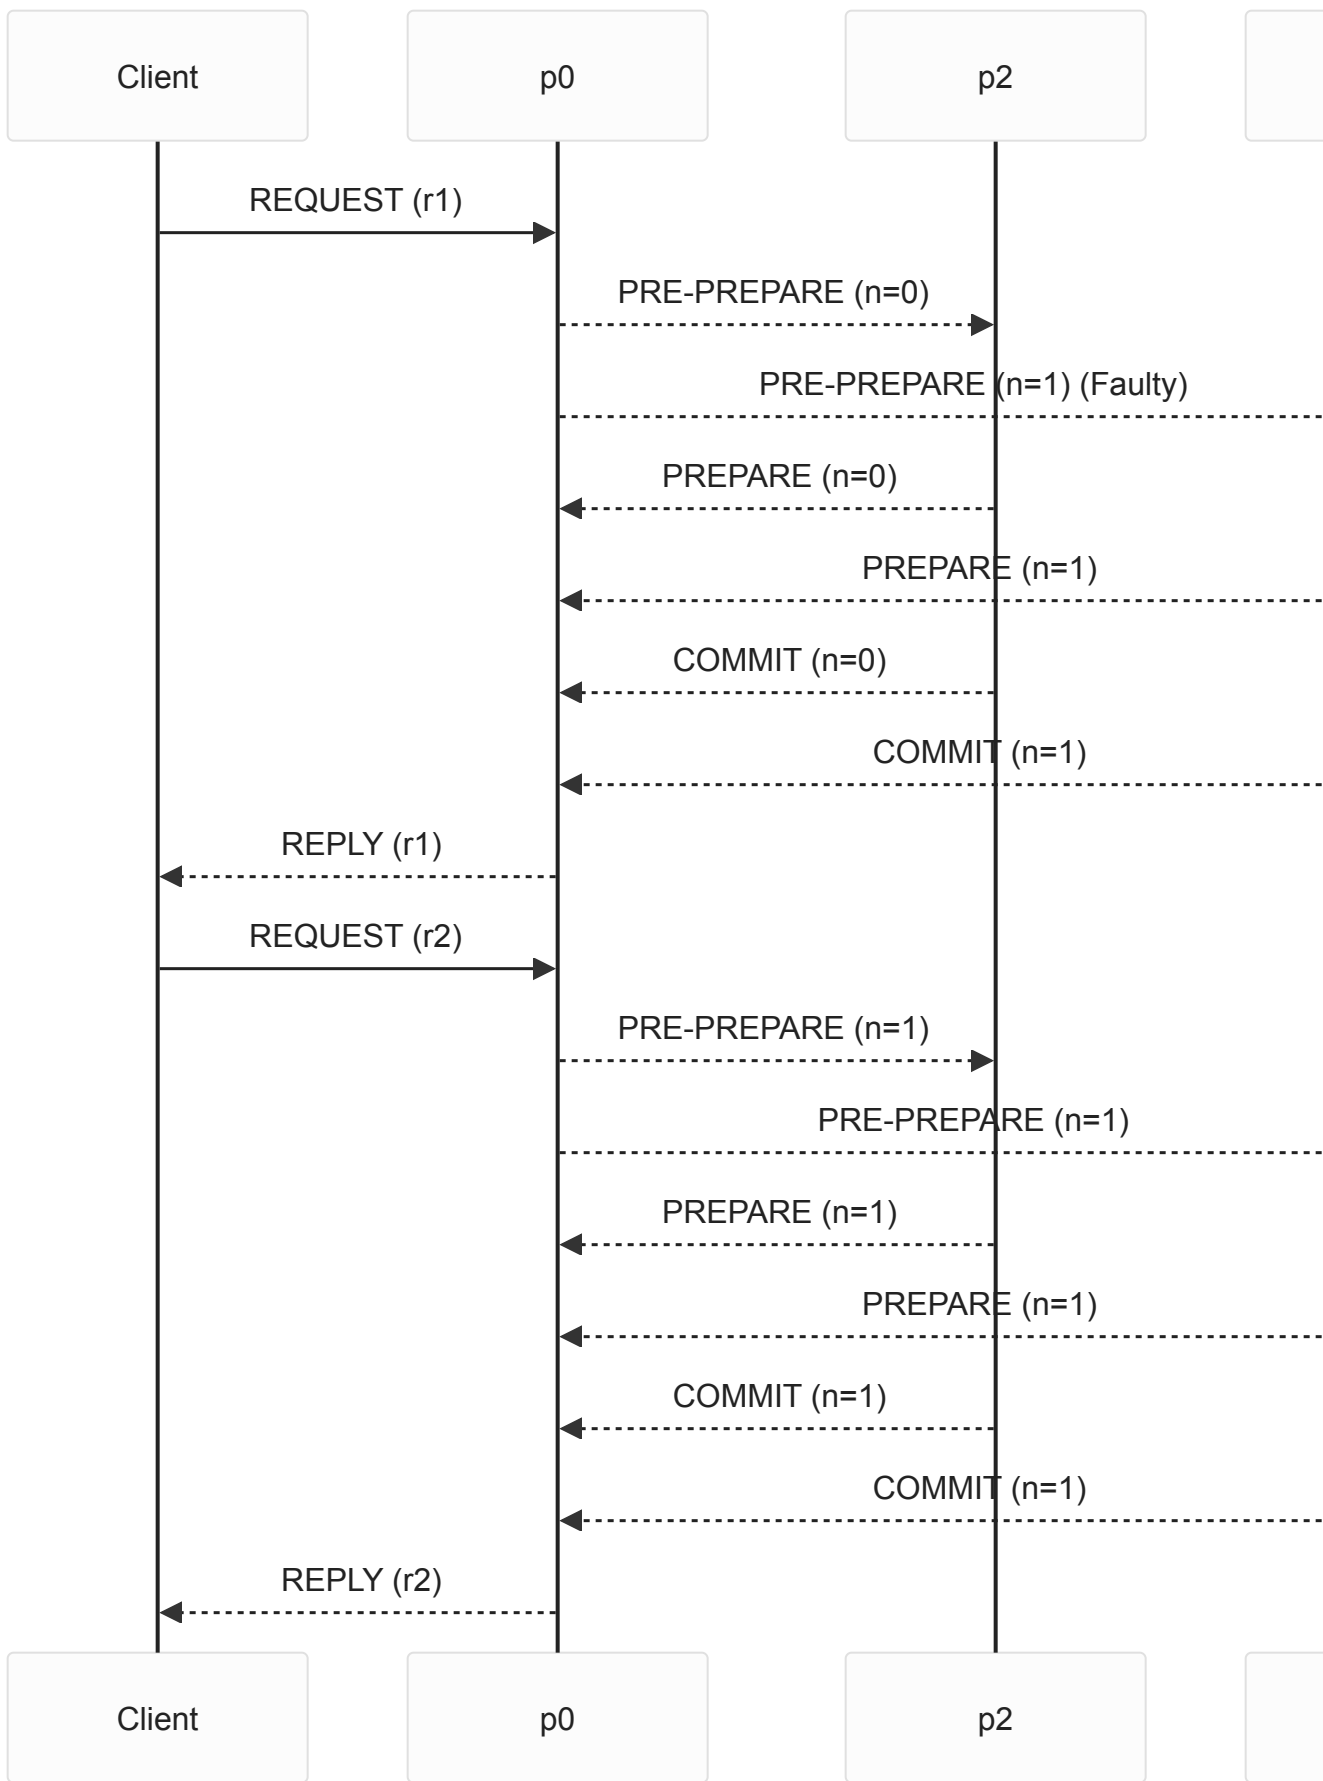 Client
p0
p2
REQUEST (r1)
PRE-PREPARE (n=0)
PRE-PREPARE (n=1) (Faulty)
PREPARE (n=0)
PREPARE (n=1)
COMMIT (n=0)
COMMIT (n=1)
REPLY (r1)
REQUEST (r2)
PRE-PREPARE (n=1)
PRE-PREPARE (n=1)
PREPARE (n=1)
PREPARE (n=1)
COMMIT (n=1)
COMMIT (n=1)
REPLY (r2)
Client
p0
p2